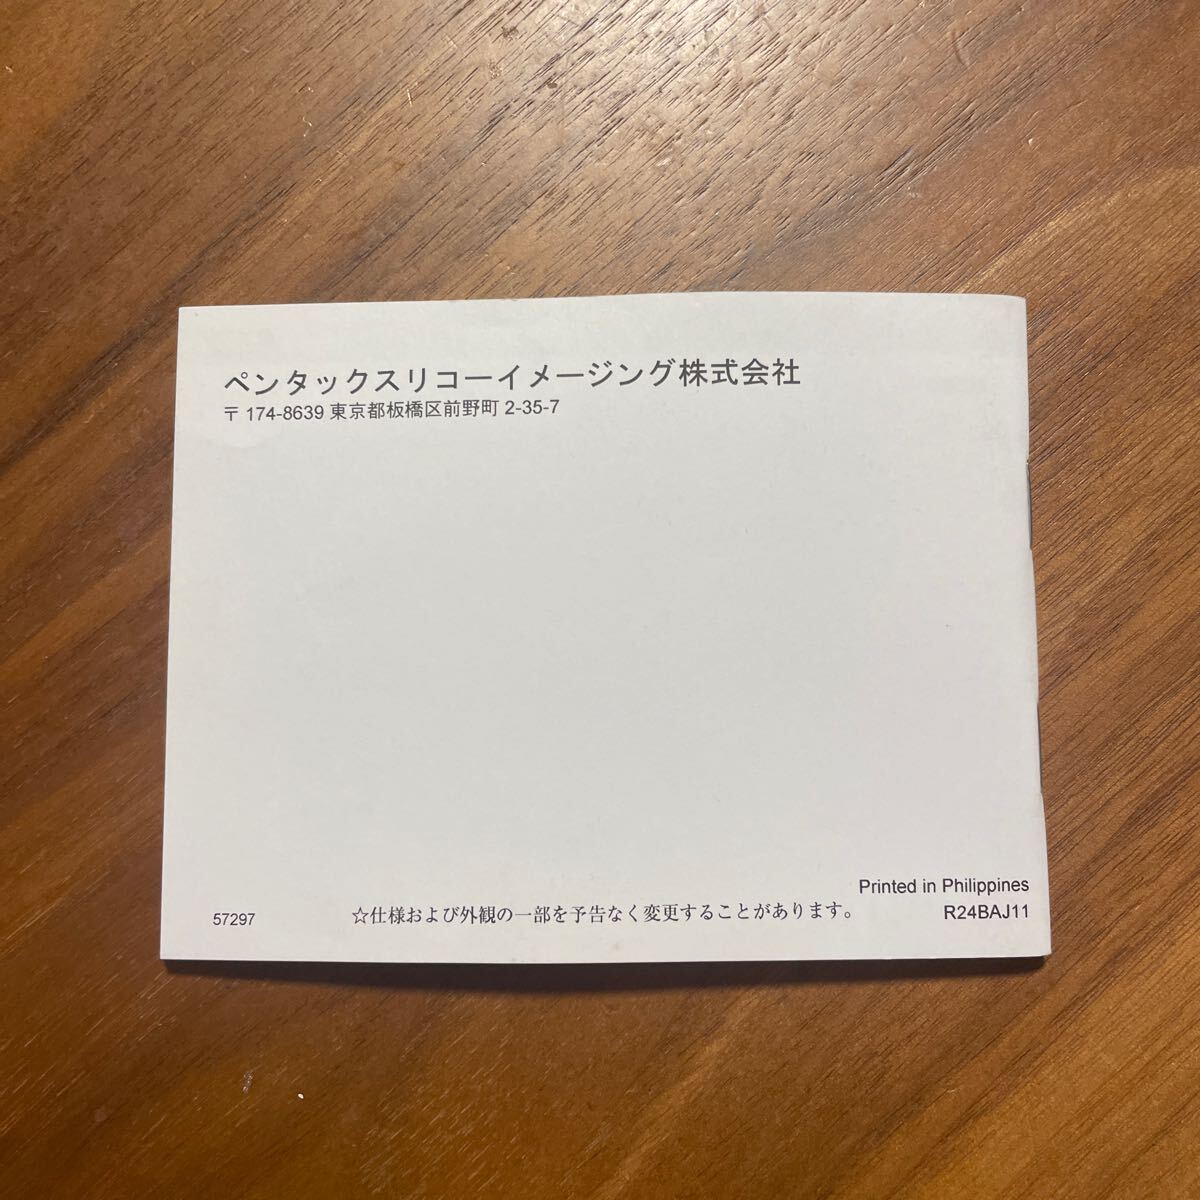 ペンタックスリコーイメージング株式会社
〒 174-8639 東京都板橋区前野町 2-35-7
Printed in Philippines
57297 ☆仕様および外観の一部を予告なく変更することがあります。 R24BAJ11